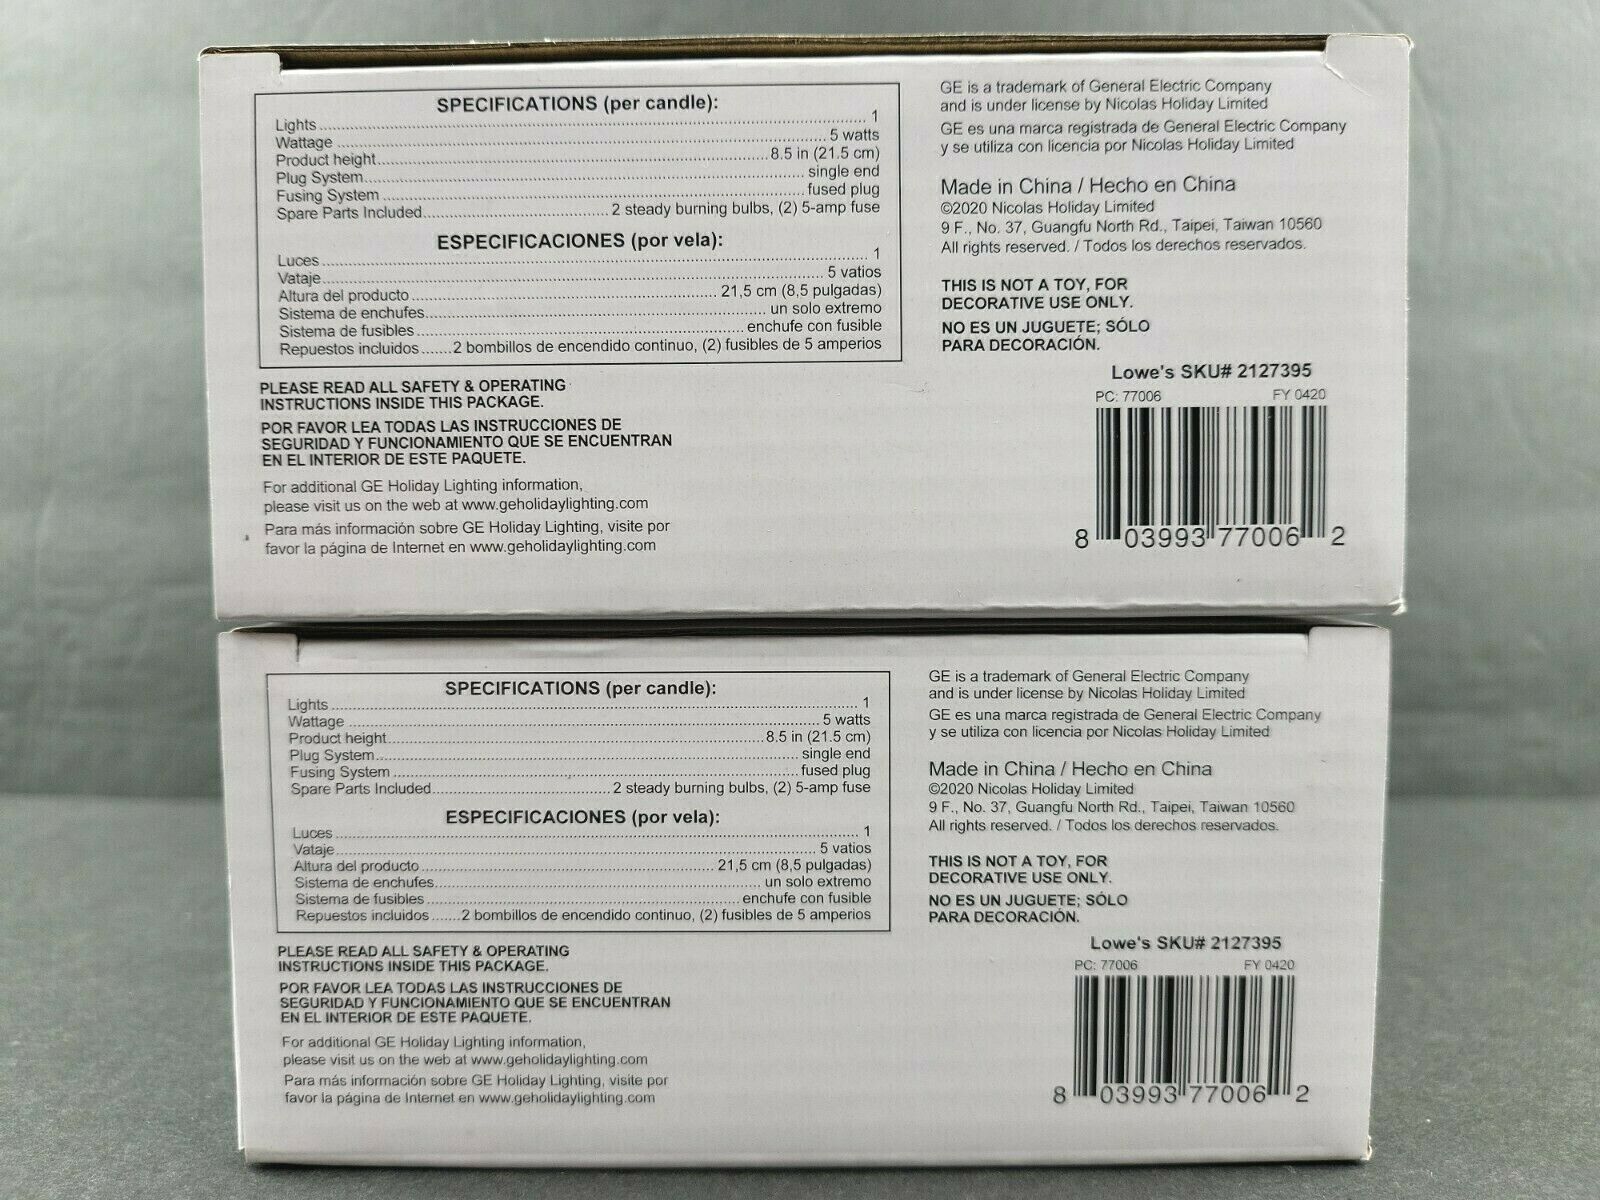 SPECIFICATIONS (per candle):
Lights 1
Wattage 5 watts
Product height 8.5 in (21.5 cm)
Plug System single end
Fusing System fused plug
Spare Parts Included 2 steady burning bulbs, (2) 5-amp fuse
ESPECIFICACIONES (por vela):
Luces 1
Vataje 5 vatios
Altura del producto 21,5 cm (8,5 pulgadas)
Sistema de enchufes un solo extremo
Sistema de fusibles enchufe con fusible
Repuestos incluidos 2 bombillos de encendido continuo, (2) fusibles de 5 amperios
PLEASE READ ALL SAFETY & OPERATING
INSTRUCTIONS INSIDE THIS PACKAGE.
POR FAVOR LEA TODAS LAS INSTRUCCIONES DE
SEGURIDAD Y FUNCIONAMIENTO QUE SE ENCUENTRAN
EN EL INTERIOR DE ESTE PAQUETE.
For additional GE Holiday Lighting information,
please visit us on the web at www.geholidaylighting.com
Para más información sobre GE Holiday Lighting, visite por
favor la página de Internet en www.geholidaylighting.com
GE is a trademark of General Electric Company
and is under license by Nicolas Holiday Limited
GE es una marca registrada de General Electric Company
y se utiliza con licencia por Nicolas Holiday Limited
Made in China / Hecho en China
©2020 Nicolas Holiday Limited
9 F., No. 37, Guangfu North Rd., Taipei, Taiwan 10560
All rights reserved. / Todos los derechos reservados.
THIS IS NOT A TOY, FOR
DECORATIVE USE ONLY.
NO ES UN JUGUETE; SÓLO
PARA DECORACIÓN.
Lowe's SKU# 2127395
PC: 77006 FY 0420
8 03993 77006 2
SPECIFICATIONS (per candle):
Lights 1
Wattage 5 watts
Product height 8.5 in (21.5 cm)
Plug System single end
Fusing System fused plug
Spare Parts Included 2 steady burning bulbs, (2) 5-amp fuse
ESPECIFICACIONES (por vela):
Luces 1
Vataje 5 vatios
Altura del producto 21,5 cm (8,5 pulgadas)
Sistema de enchufes un solo extremo
Sistema de fusibles enchufe con fusible
Repuestos incluidos 2 bombillos de encendido continuo, (2) fusibles de 5 amperios
PLEASE READ ALL SAFETY & OPERATING
INSTRUCTIONS INSIDE THIS PACKAGE.
POR FAVOR LEA TODAS LAS INSTRUCCIONES DE
SEGURIDAD Y FUNCIONAMIENTO QUE SE ENCUENTRAN
EN EL INTERIOR DE ESTE PAQUETE.
For additional GE Holiday Lighting information,
please visit us on the web at www.geholidaylighting.com
Para más información sobre GE Holiday Lighting, visite por
favor la página de Internet en www.geholidaylighting.com
GE is a trademark of General Electric Company
and is under license by Nicolas Holiday Limited
GE es una marca registrada de General Electric Company
y se utiliza con licencia por Nicolas Holiday Limited
Made in China / Hecho en China
©2020 Nicolas Holiday Limited
9 F., No. 37, Guangfu North Rd., Taipei, Taiwan 10560
All rights reserved. / Todos los derechos reservados.
THIS IS NOT A TOY, FOR
DECORATIVE USE ONLY.
NO ES UN JUGUETE; SÓLO
PARA DECORACIÓN.
Lowe's SKU# 2127395
PC: 77006 FY 0420
8 03993 77006 2